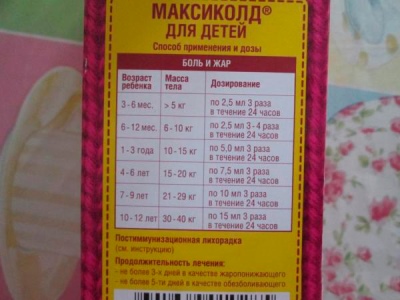 МАКСИКОЛД®
ДЛЯ ДЕТЕЙ
Способ применения и дозы
БОЛЬ И ЖАР
Возраст ребенка Масса тела Дозирование
3-6 мес. > 5 кг по 2,5 мл 3 раза в течение 24 часов
6-12 мес. 6-10 кг по 2,5 мл 3-4 раза в течение 24 часов
1-3 года 10-15 кг по 5,0 мл 3 раза в течение 24 часов
4-6 лет 15-20 кг по 7,5 мл 3 раза в течение 24 часов
7-9 лет 21-29 кг по 10 мл 3 раза в течение 24 часов
10-12 лет 30-40 кг по 15 мл 3 раза в течение 24 часов
Постиммунизационная лихорадка
(см. инструкцию)
Продолжительность лечения:
- не более 3-х дней в качестве жаропонижающего
- не более 5-ти дней в качестве обезболивающего